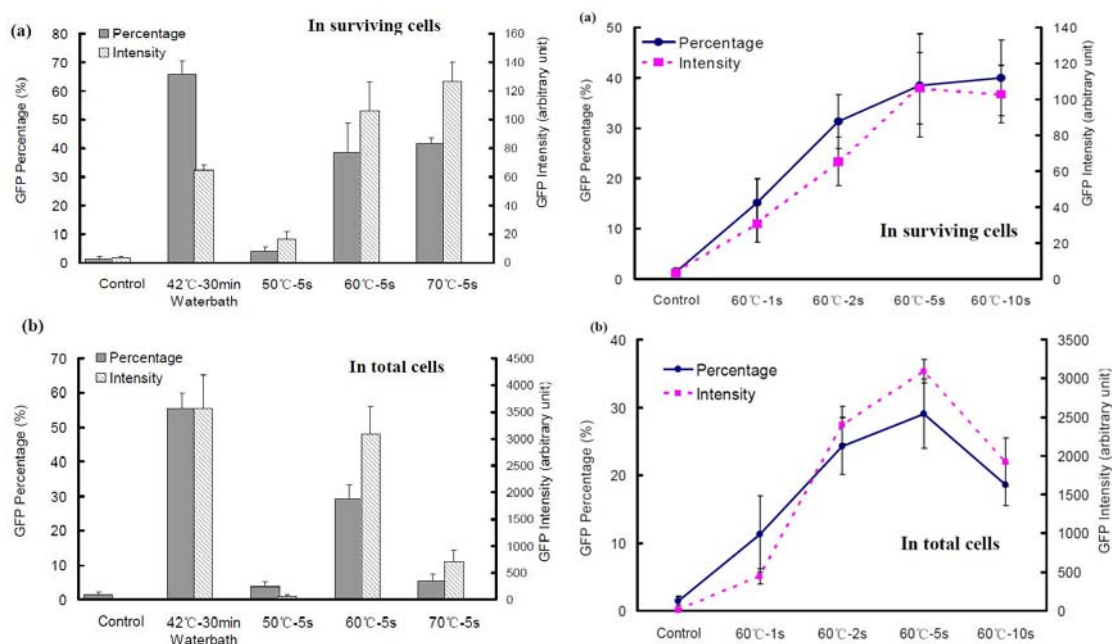 (a)
In surviving cells
Percentage
Intensity
GFP Percentage (%)
80
70
60
50
40
30
20
10
0
GFP Intensity (arbitrary unit)
160
140
120
100
80
60
40
20
0
Control
42℃-30min
Waterbath
50℃-5s
60℃-5s
70℃-5s
(b)
In total cells
Percentage
Intensity
GFP Percentage (%)
70
60
50
40
30
20
10
0
GFP Intensity (arbitrary unit)
4500
4000
3500
3000
2500
2000
1500
1000
500
0
Control
42℃-30min
Waterbath
50℃-5s
60℃-5s
70℃-5s
(a)
Percentage
Intensity
In surviving cells
GFP Percentage (%)
50
40
30
20
10
0
GFP Intensity (arbitrary unit)
140
120
100
80
60
40
20
0
Control
60℃-1s
60℃-2s
60℃-5s
60℃-10s
(b)
Percentage
Intensity
In total cells
GFP Percentage (%)
40
30
20
10
0
GFP Intensity (arbitrary unit)
3500
3000
2500
2000
1500
1000
500
0
Control
60℃-1s
60℃-2s
60℃-5s
60℃-10s